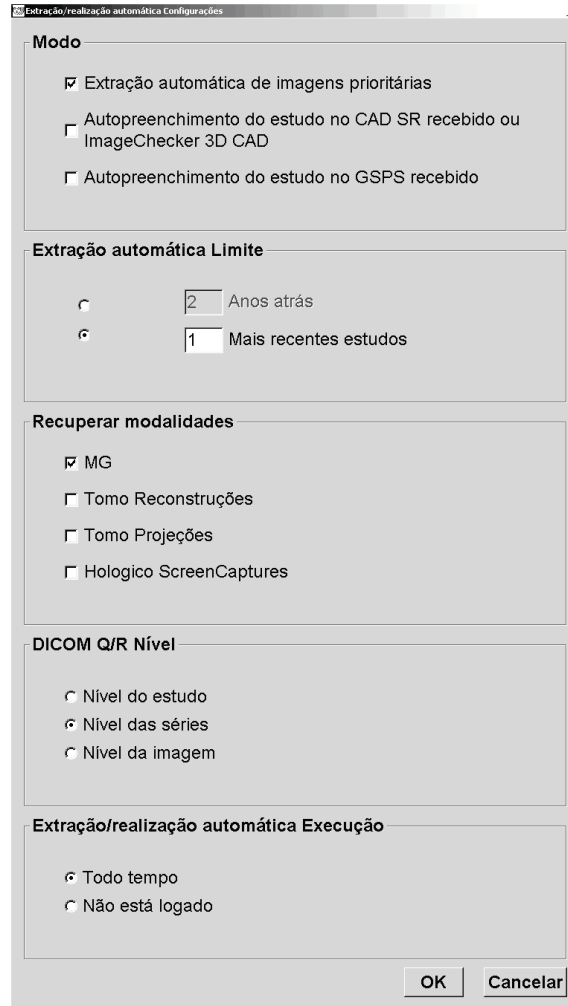 Extração/realização automática Configurações
Modo
Extração automática de imagens prioritárias
Autopreenchimento do estudo no CAD SR recebido ou
ImageChecker 3D CAD
Autopreenchimento do estudo no GSPS recebido
Extração automática Limite
2 Anos atrás
1 Mais recentes estudos
Recuperar modalidades
MG
Tomo Reconstruções
Tomo Projeções
Hologico ScreenCaptures
DICOM Q/R Nível
Nível do estudo
Nível das séries
Nível da imagem
Extração/realização automática Execução
Todo tempo
Não está logado
OK Cancelar